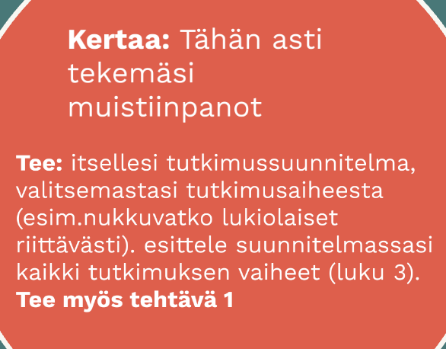 Kertaa: Tähän asti
tekemäsi
muistiinpanot
Tee: itsellesi tutkimussuunnitelma,
valitsemastasi tutkimusaiheesta
(esim.nukkuvatko lukiolaiset
riittävästi). esittele suunnitelmassasi
kaikki tutkimuksen vaiheet (luku 3).
Tee myös tehtävä 1